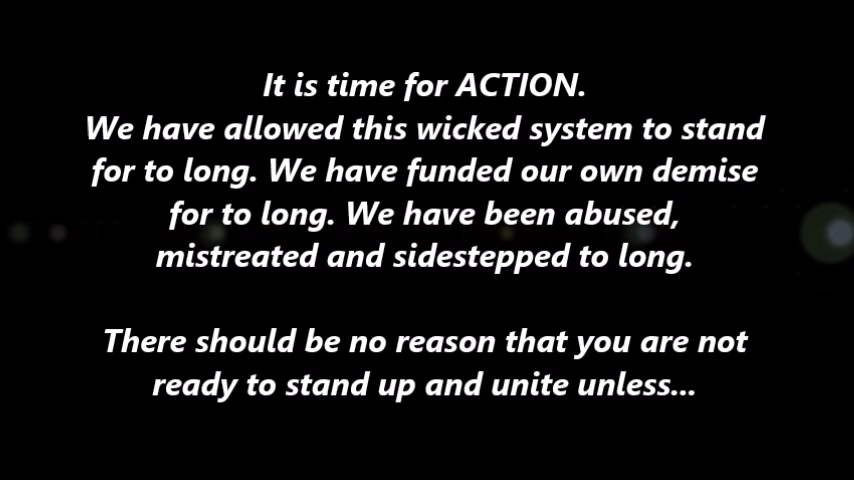 It is time for ACTION.
We have allowed this wicked system to stand
for to long. We have funded our own demise
for to long. We have been abused,
mistreated and sidestepped to long.
There should be no reason that you are not
ready to stand up and unite unless...